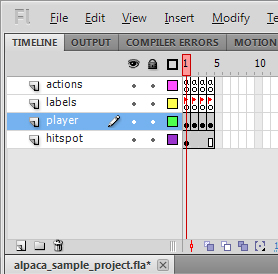 Fl File Edit View Insert Modify
TIMELINE OUTPUT COMPILER ERRORS MOTION
1 5 10
actions
labels
player
hitspot
alpaca_sample_project.fla*